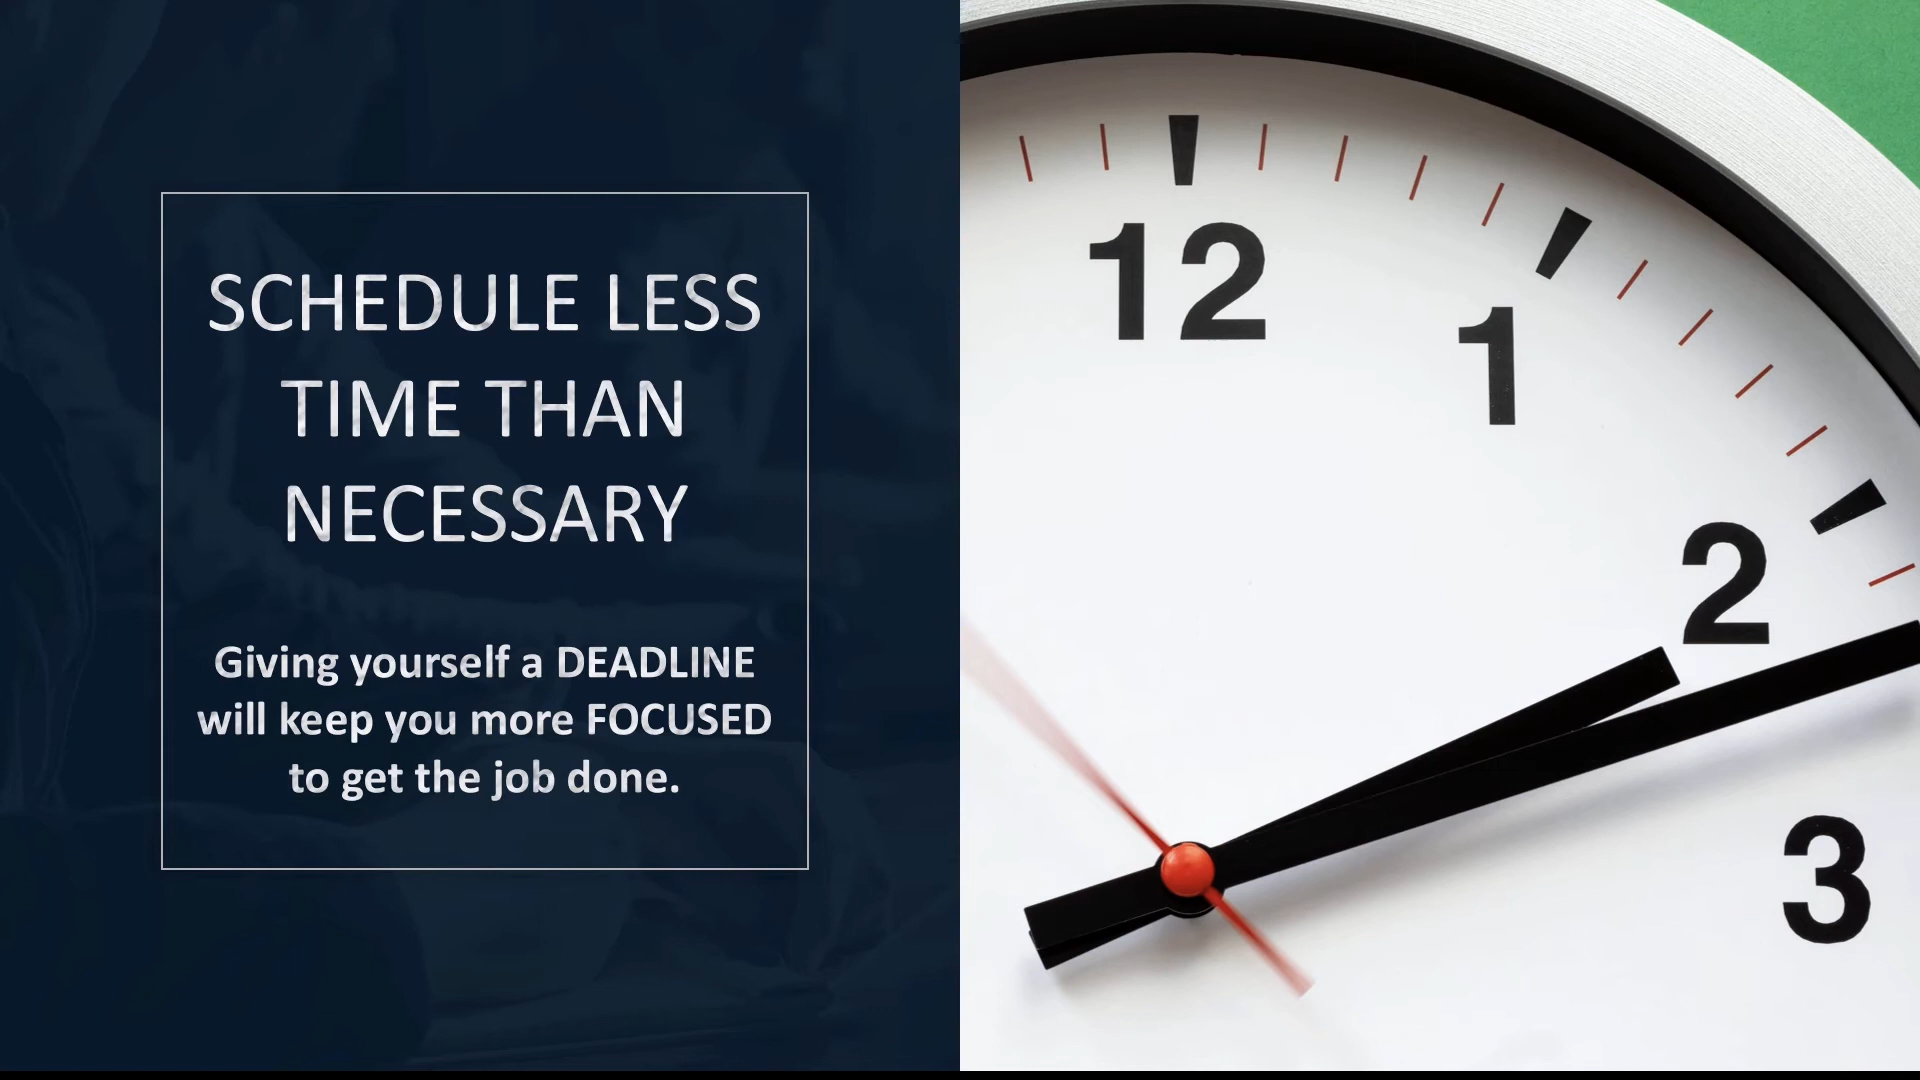 SCHEDULE LESS
TIME THAN
NECESSARY
Giving yourself a DEADLINE
will keep you more FOCUSED
to get the job done.
12
1
2
3